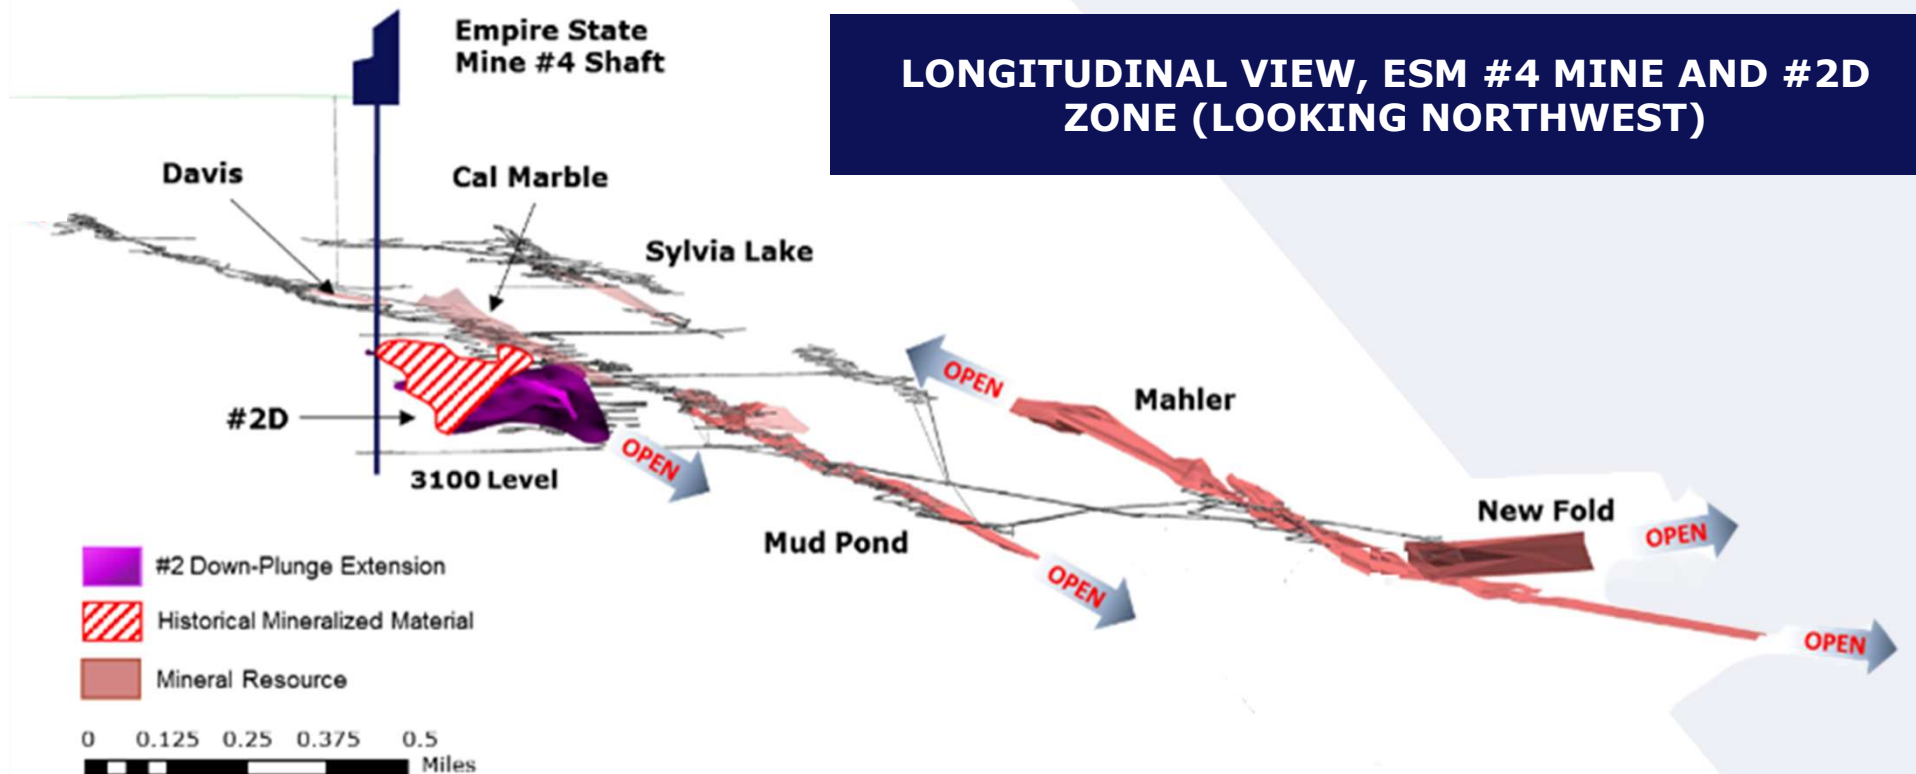 Empire State
Mine #4 Shaft
LONGITUDINAL VIEW, ESM #4 MINE AND #2D
ZONE (LOOKING NORTHWEST)
Davis
Cal Marble
Sylvia Lake
OPEN
Mahler
#2D
OPEN
3100 Level
New Fold
OPEN
Mud Pond
OPEN
OPEN
#2 Down-Plunge Extension
Historical Mineralized Material
Mineral Resource
0 0.125 0.25 0.375 0.5
Miles